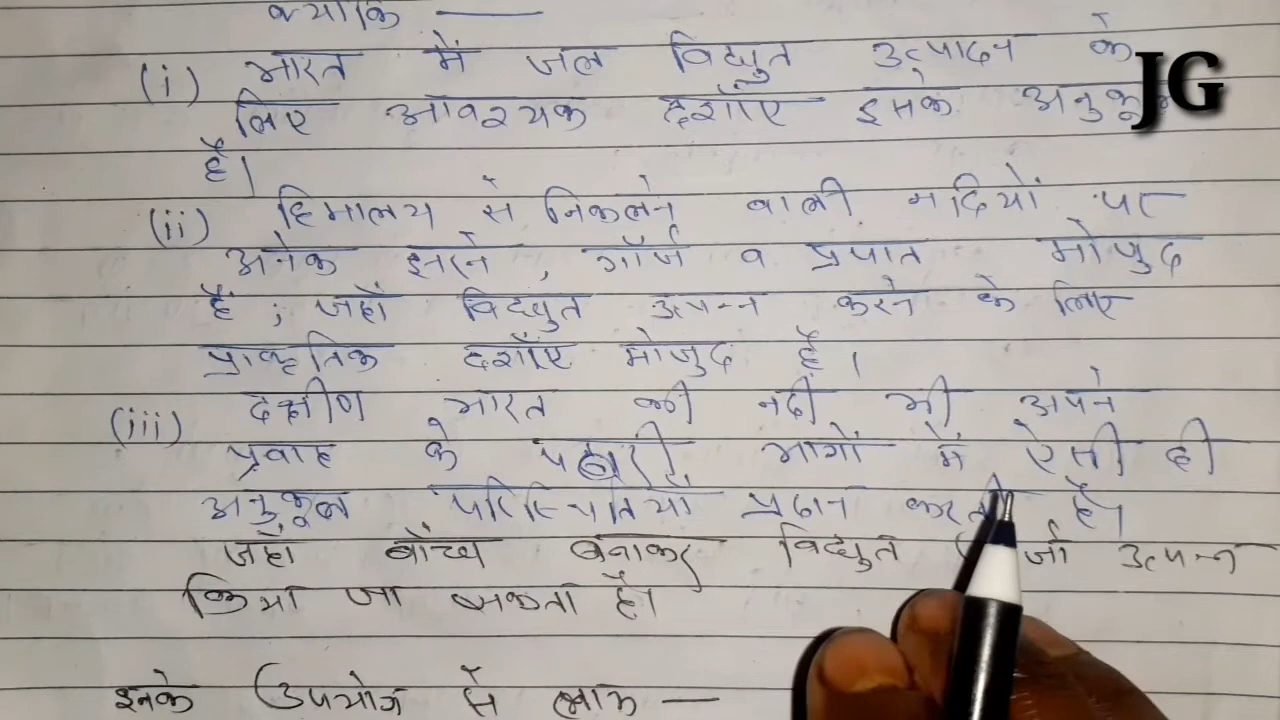 क्योंकि ———
(i) भारत में जल विद्युत उत्पादन के
JG
लिए आवश्यक दशाँए इसके अनुकूल
है।
(ii) हिमालय से निकलने वाली नदियों पर
अनेक झरने , गॉर्ज व प्रपात मोजुद
है ; जहाँ विद्युत उत्पन्न करने के लिए
प्राकृतिक दशाँए मोजुद है ।
(iii) दक्षीण भारत की नदी भी अपने
प्रवाह के पहाड़ी भागों में ऐसी ही
अनुकूल परिस्थितियाँ प्रदान करती है।
जहाँ बाँध बनाकर विद्युत उत्पन्न
किया जा सकता है।
इनके उपयोग से लाभ —